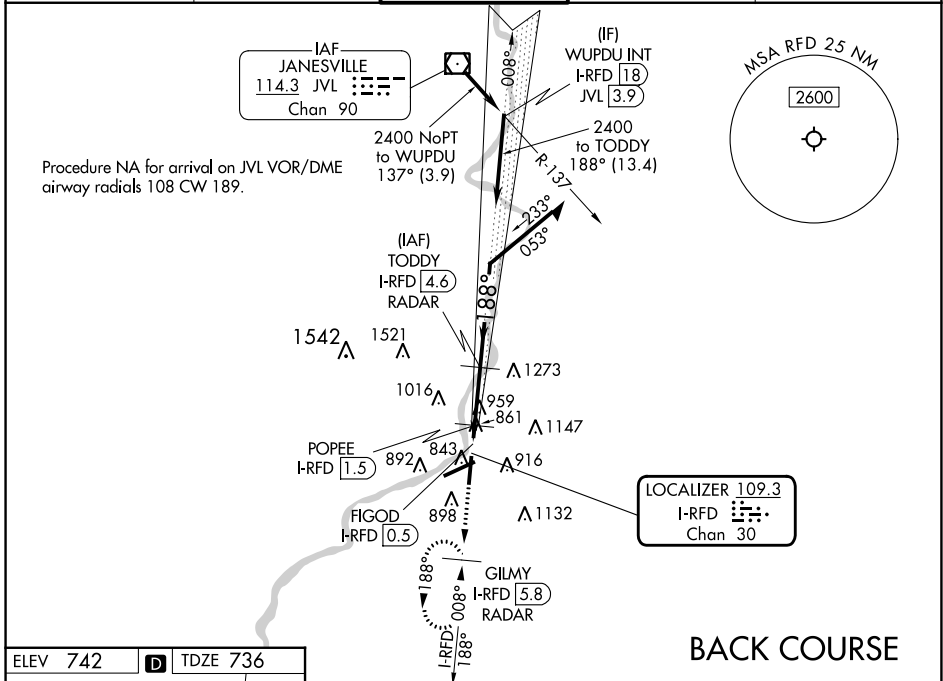 IAF
JANESVILLE
114.3 JVL
Chan 90
(IF)
WUPDU INT
I-RFD 18
JVL 3.9
008°
MSA RFD 25 NM
2600
2400 NoPT
to WUPDU
137° (3.9)
2400
to TODDY
188° (13.4)
R-137
Procedure NA for arrival on JVL VOR/DME
airway radials 108 CW 189.
233°
053°
(IAF)
TODDY
I-RFD 4.6
RADAR
188°
1542
1521
1273
1016
959
861
1147
POPEE
I-RFD 1.5
892
843
916
LOCALIZER 109.3
I-RFD
Chan 30
FIGOD
I-RFD 0.5
898
1132
188°
GILMY
I-RFD 5.8
RADAR
008°
I-RFD
188°
BACK COURSE
ELEV 742
D
TDZE 736